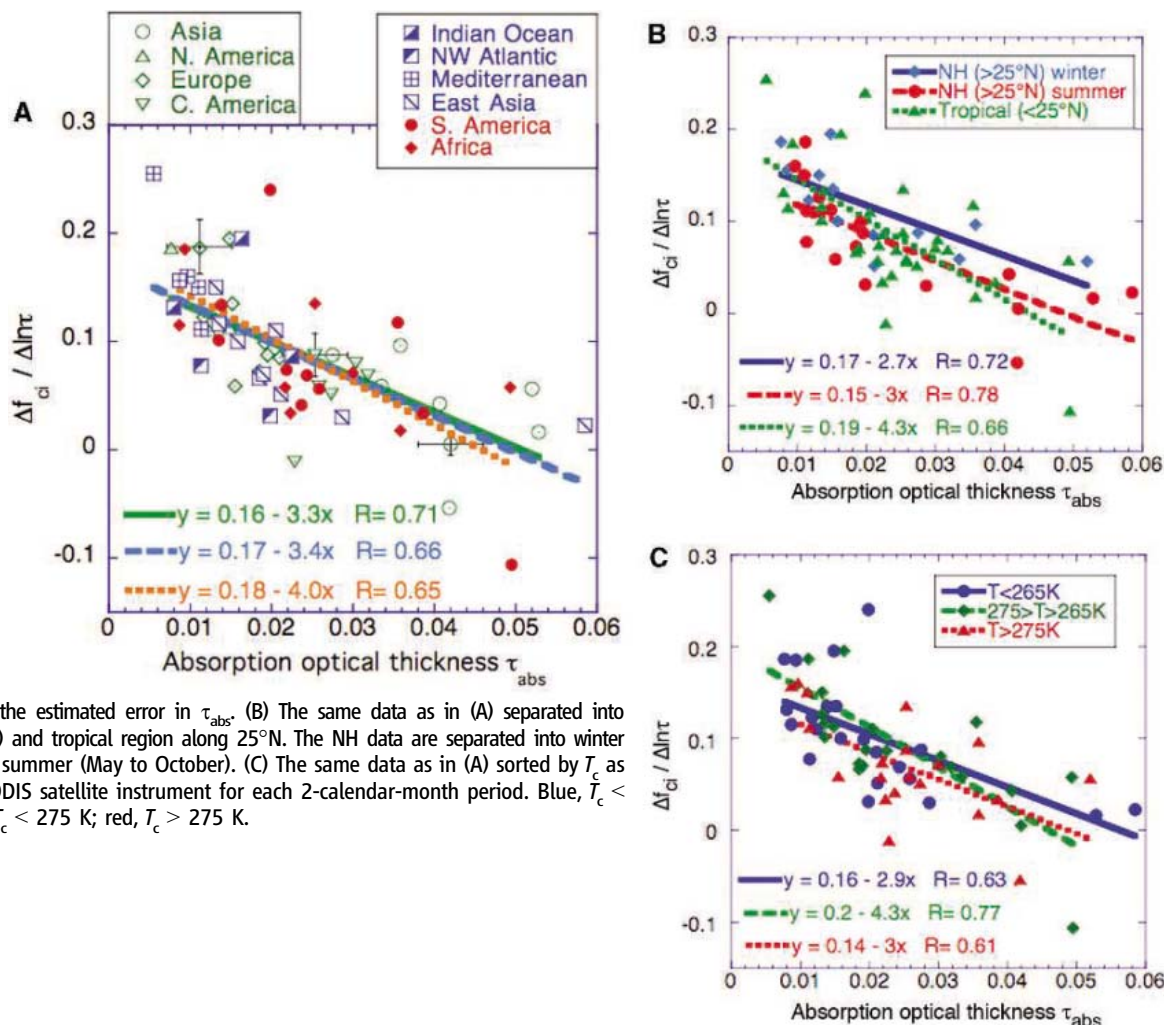 Asia
N. America
Europe
C. America
Indian Ocean
NW Atlantic
Mediterranean
East Asia
S. America
Africa
A
0.3
0.2
0.1
0
-0.1
Δf_ci / Δlnτ
y = 0.16 - 3.3x R= 0.71
y = 0.17 - 3.4x R= 0.66
y = 0.18 - 4.0x R= 0.65
0 0.01 0.02 0.03 0.04 0.05 0.06
Absorption optical thickness τ_abs
the estimated error in τ_abs. (B) The same data as in (A) separated into
) and tropical region along 25°N. The NH data are separated into winter
summer (May to October). (C) The same data as in (A) sorted by T_c as
DDIS satellite instrument for each 2-calendar-month period. Blue, T_c <
T_c < 275 K; red, T_c > 275 K.
B
0.3
0.2
0.1
0
-0.1
Δf_ci / Δlnτ
NH (>25°N) winter
NH (>25°N) summer
Tropical (<25°N)
y = 0.17 - 2.7x R= 0.72
y = 0.15 - 3x R= 0.78
y = 0.19 - 4.3x R= 0.66
0 0.01 0.02 0.03 0.04 0.05 0.06
Absorption optical thickness τ_abs
C
0.3
0.2
0.1
0
-0.1
Δf_ci / Δlnτ
T<265K
275>T>265K
T>275K
y = 0.16 - 2.9x R= 0.63
y = 0.2 - 4.3x R= 0.77
y = 0.14 - 3x R= 0.61
0 0.01 0.02 0.03 0.04 0.05 0.06
Absorption optical thickness τ_abs